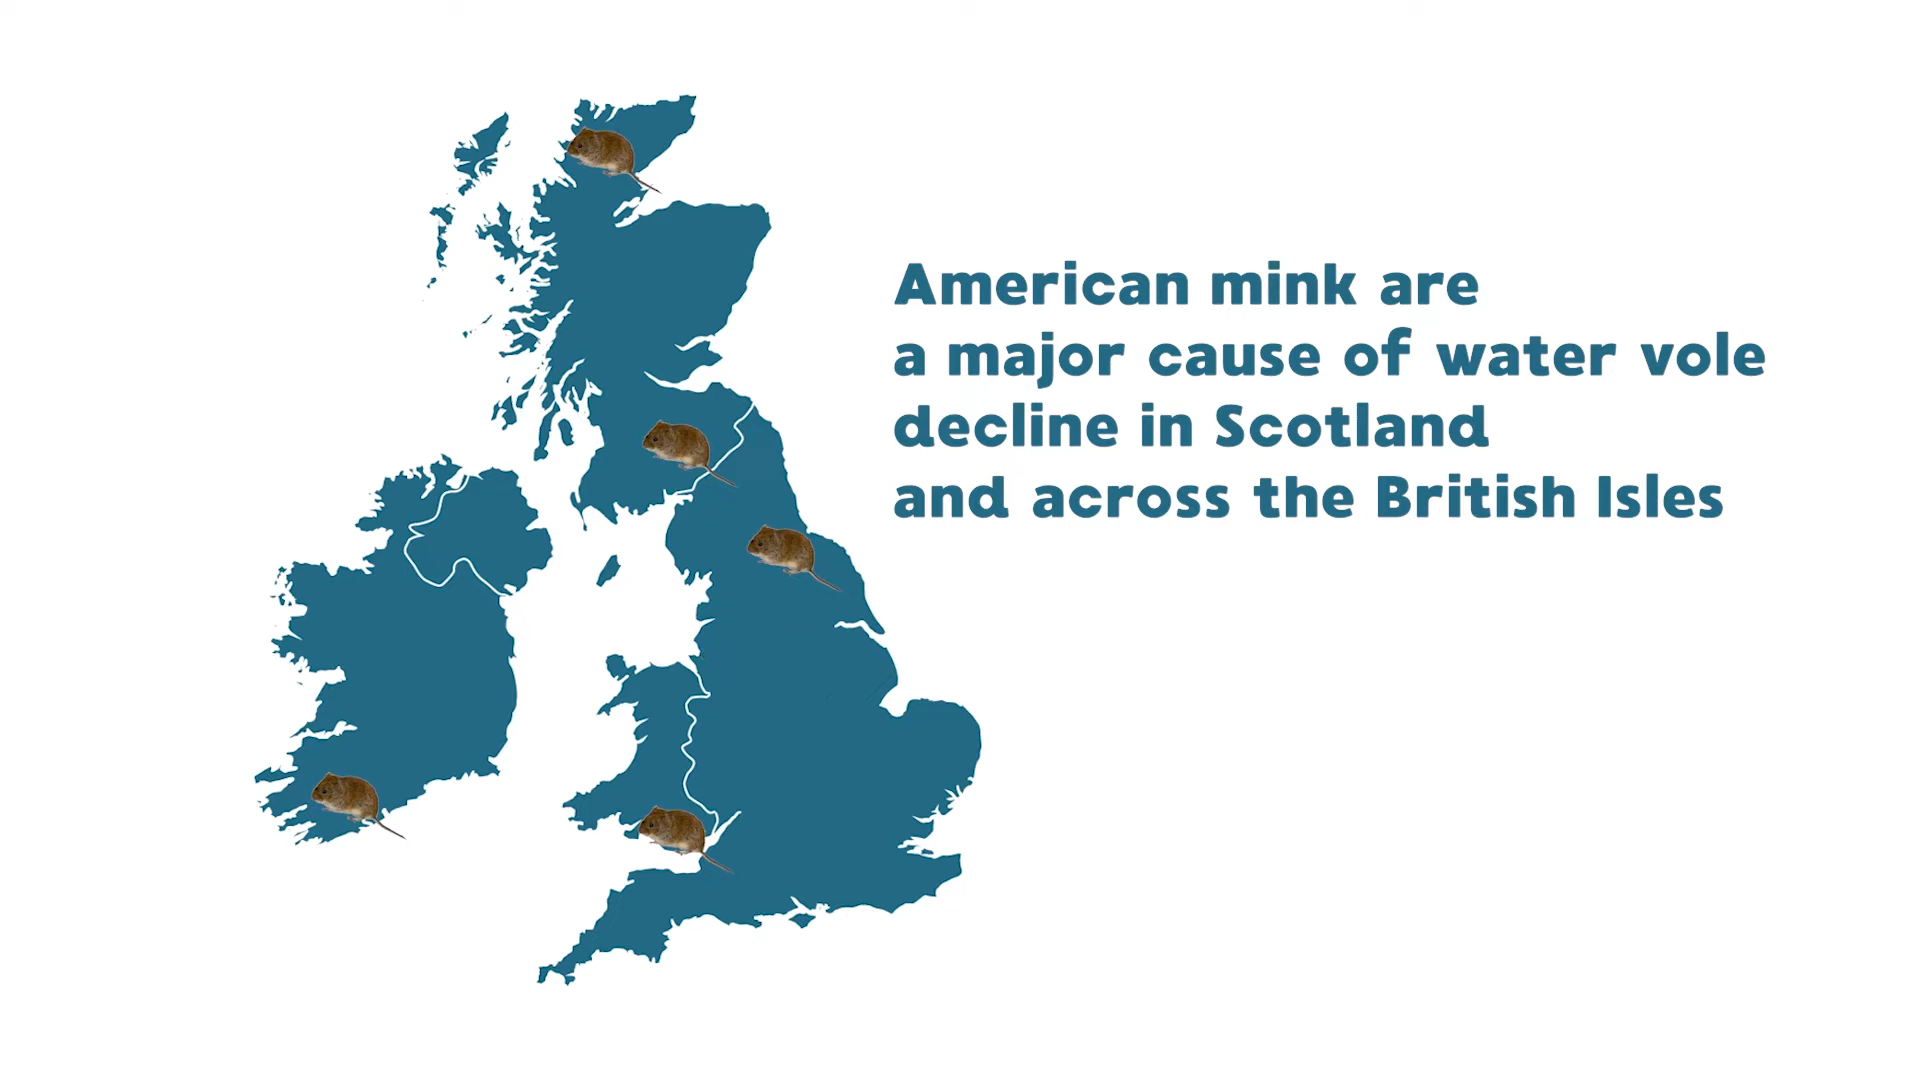 American mink are
a major cause of water vole
decline in Scotland
and across the British Isles